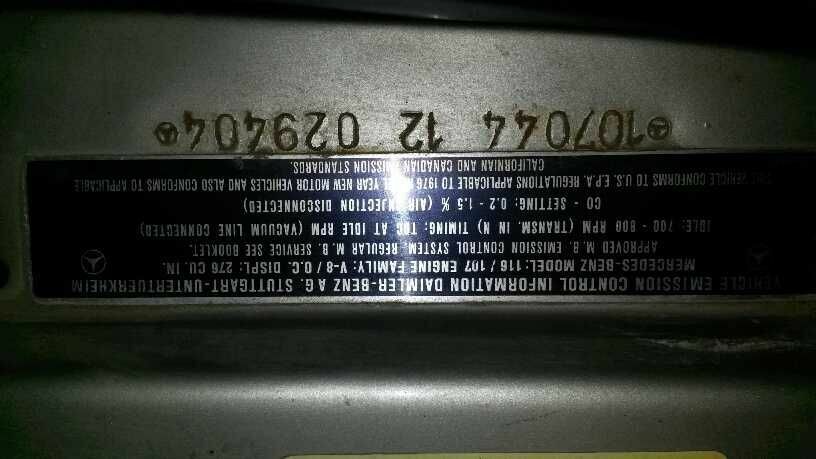 VEHICLE EMISSION CONTROL INFORMATION DAIMLER-BENZ A.G. STUTTGART-UNTERTUERKHEIM
MERCEDES-BENZ MODEL: 116 / 107 ENGINE FAMILY: V-8 / O.C. DISPL: 276 CU. IN.
APPROVED M.B. EMISSION CONTROL SYSTEM, REGULAR M.B. SERVICE SEE BOOKLET.
IDLE: 700 - 800 RPM (TRANSM. IN N) TIMING: TDC AT IDLE RPM (VACUUM LINE CONNECTED)
CO - SETTING: 0.2 - 1.5 % (AIR INJECTION DISCONNECTED)
THIS VEHICLE CONFORMS TO U.S. E.P.A. REGULATIONS APPLICABLE TO 1976 MODEL YEAR NEW MOTOR VEHICLES AND ALSO CONFORMS TO APPLICABLE
CALIFORNIAN AND CANADIAN EMISSION STANDARDS.
107044 12 029404